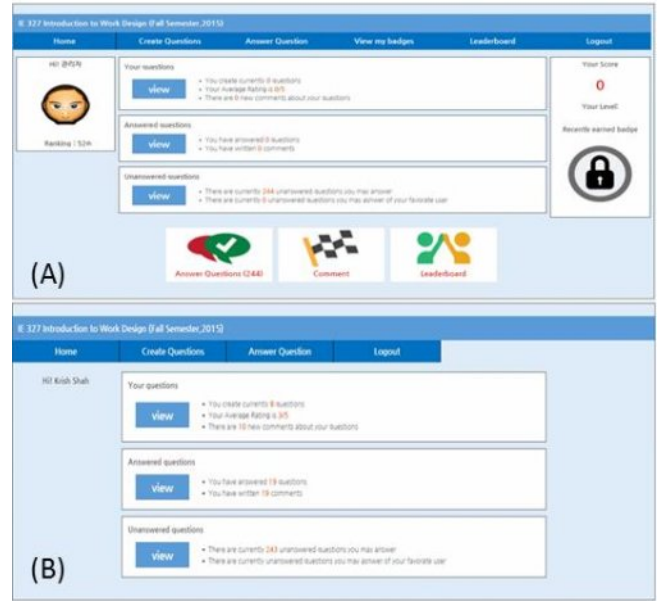 IE 327 Introduction to Work Design (Fall Semester,2015)
Home Create Questions Answer Question View my badges Leaderboard Logout
Hi! 관리자
Ranking : 52th
Your questions
view
• You create currently 0 questions
• Your Average Rating is 0/5
• There are 0 new comments about your questions
Answered questions
view
• You have answered 0 questions
• You have written 0 comments
Unanswered questions
view
• There are currently 244 unanswered questions you may answer
• There are currently 0 unanswered questions you may asnwer of your favorate user
Your Score
0
Your Level:
Recently earned badge
Answer Questions (244)
Comment
Leaderboard
(A)
IE 327 Introduction to Work Design (Fall Semester,2015)
Home Create Questions Answer Question Logout
Hi! Krish Shah
Your questions
view
• You create currently 8 questions
• Your Average Rating is 3/5
• There are 10 new comments about your questions
Answered questions
view
• You have answered 19 questions
• You have written 19 comments
Unanswered questions
view
• There are currently 243 unanswered questions you may answer
• There are currently unanswered questions you may asnwer of your favorate user
(B)